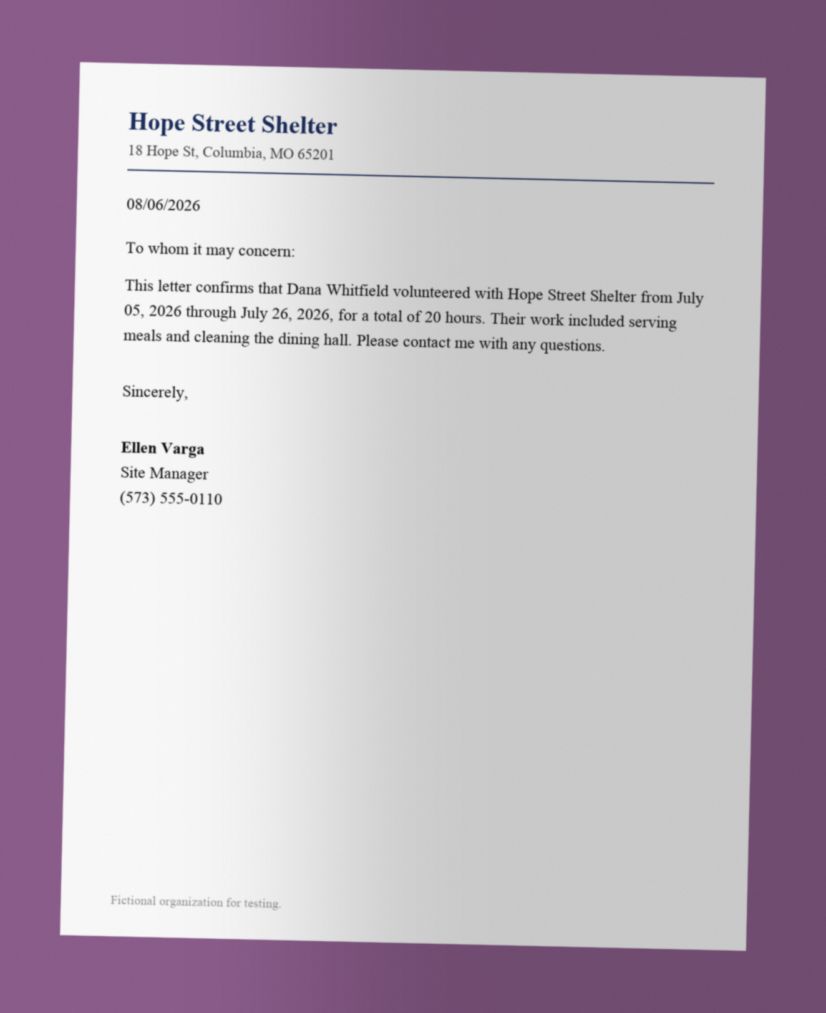 Hope Street Shelter
18 Hope St, Columbia, MO 65201
08/06/2026
To whom it may concern:
This letter confirms that Dana Whitfield volunteered with Hope Street Shelter from July
05, 2026 through July 26, 2026, for a total of 20 hours. Their work included serving
meals and cleaning the dining hall. Please contact me with any questions.
Sincerely,
Ellen Varga
Site Manager
(573) 555-0110
Fictional organization for testing.